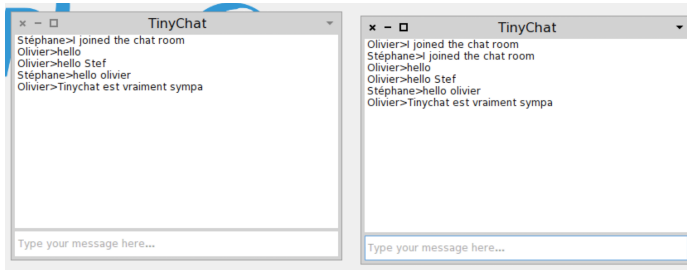 TinyChat
Stéphane>I joined the chat room
Olivier>hello
Olivier>hello Stef
Stéphane>hello olivier
Olivier>Tinychat est vraiment sympa
Type your message here...
TinyChat
Olivier>I joined the chat room
Stéphane>I joined the chat room
Olivier>hello
Olivier>hello Stef
Stéphane>hello olivier
Olivier>Tinychat est vraiment sympa
Type your message here...